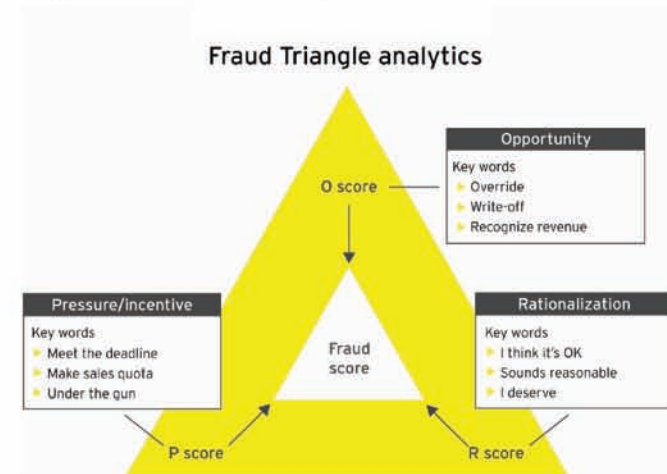 Fraud Triangle analytics
Opportunity
Key words
Override
Write-off
Recognize revenue
O score
Pressure/incentive
Key words
Meet the deadline
Make sales quota
Under the gun
Fraud
score
Rationalization
Key words
I think it's OK
Sounds reasonable
I deserve
P score
R score